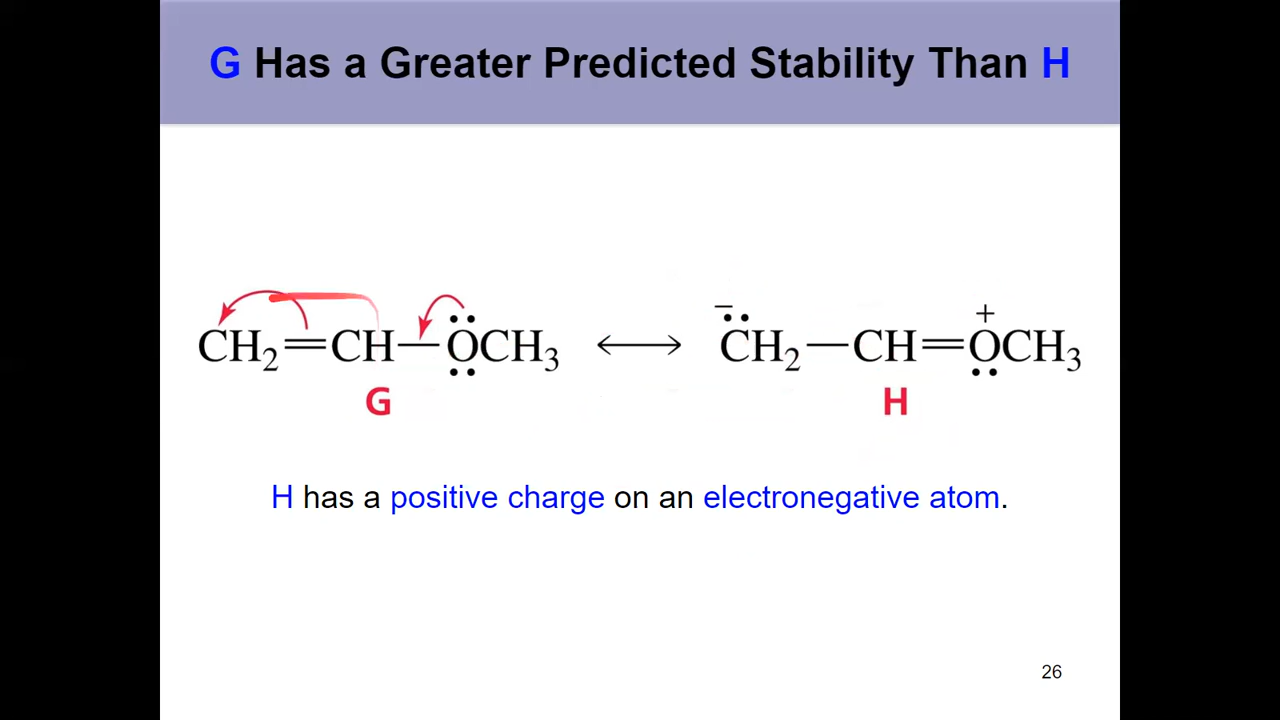 G Has a Greater Predicted Stability Than H
CH₂=CH—ÖCH₃ ⟷ ⁻C̈H₂—CH=O⁺CH₃
G H
H has a positive charge on an electronegative atom.
26